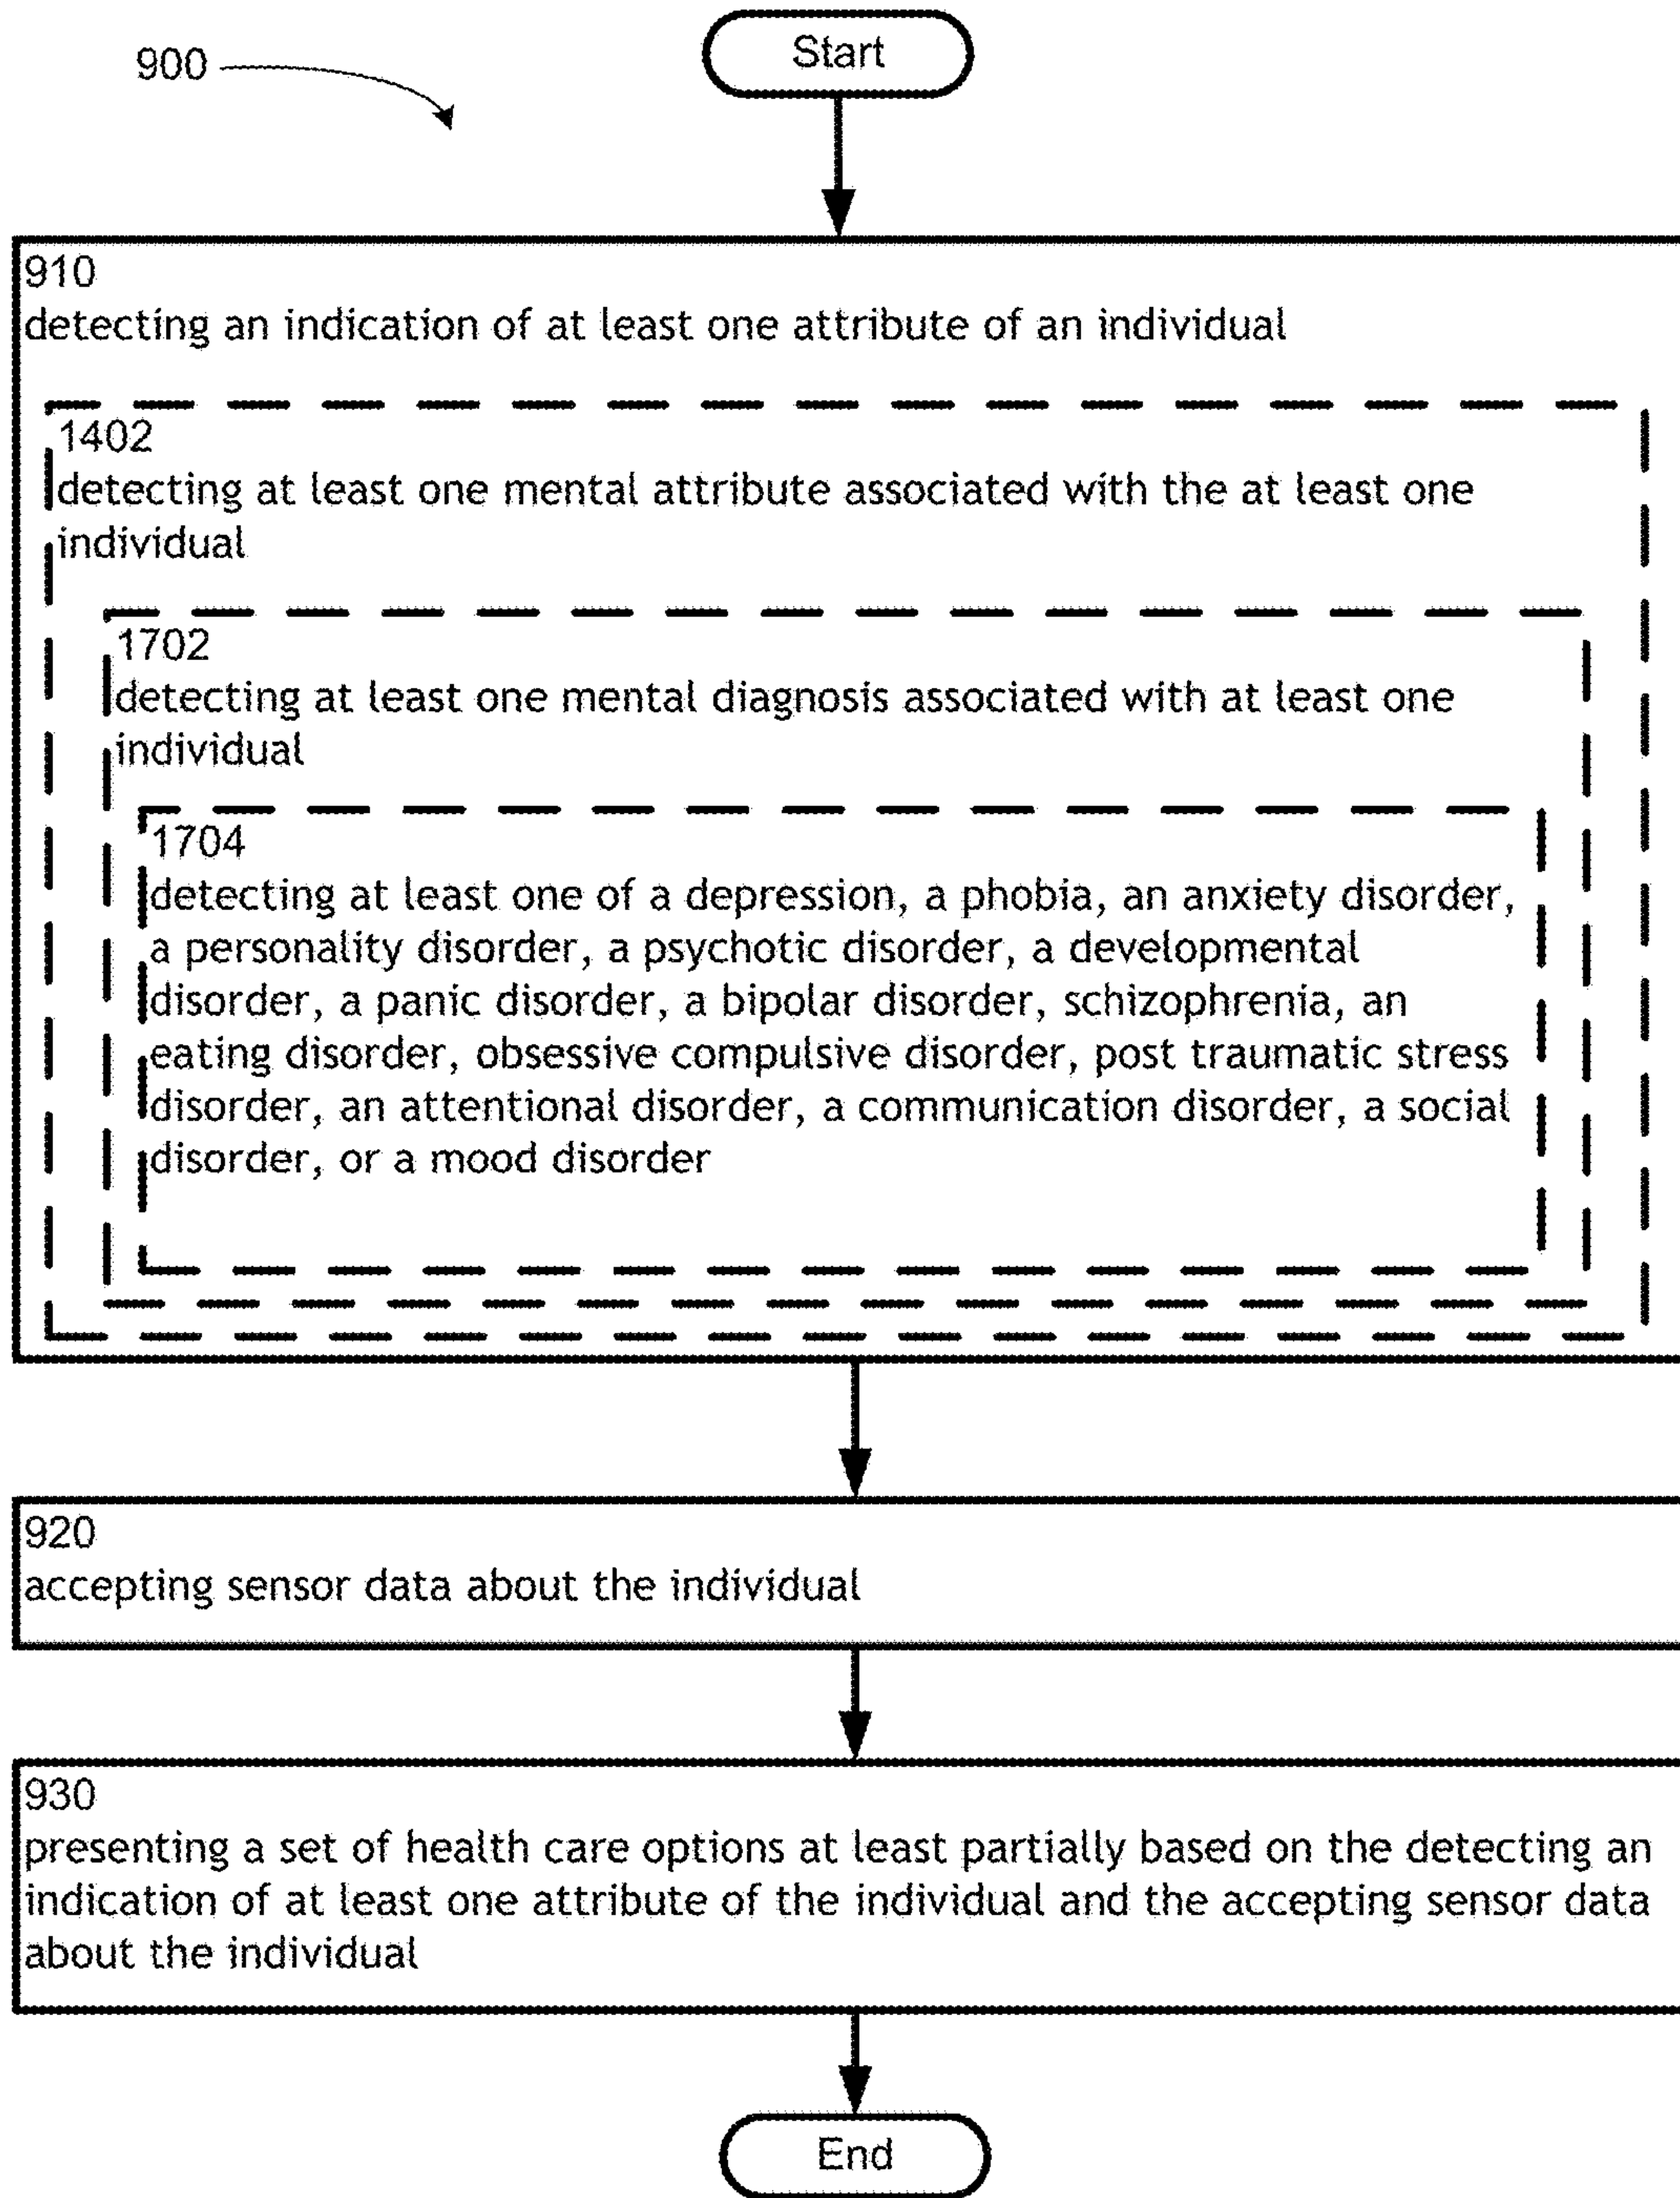 Start
900
910
detecting an indication of at least one attribute of an individual
1402
detecting at least one mental attribute associated with the at least one
individual
1702
detecting at least one mental diagnosis associated with at least one
individual
1704
detecting at least one of a depression, a phobia, an anxiety disorder,
a personality disorder, a psychotic disorder, a developmental
disorder, a panic disorder, a bipolar disorder, schizophrenia, an
eating disorder, obsessive compulsive disorder, post traumatic stress
disorder, an attentional disorder, a communication disorder, a social
disorder, or a mood disorder
920
accepting sensor data about the individual
930
presenting a set of health care options at least partially based on the detecting an
indication of at least one attribute of the individual and the accepting sensor data
about the individual
End